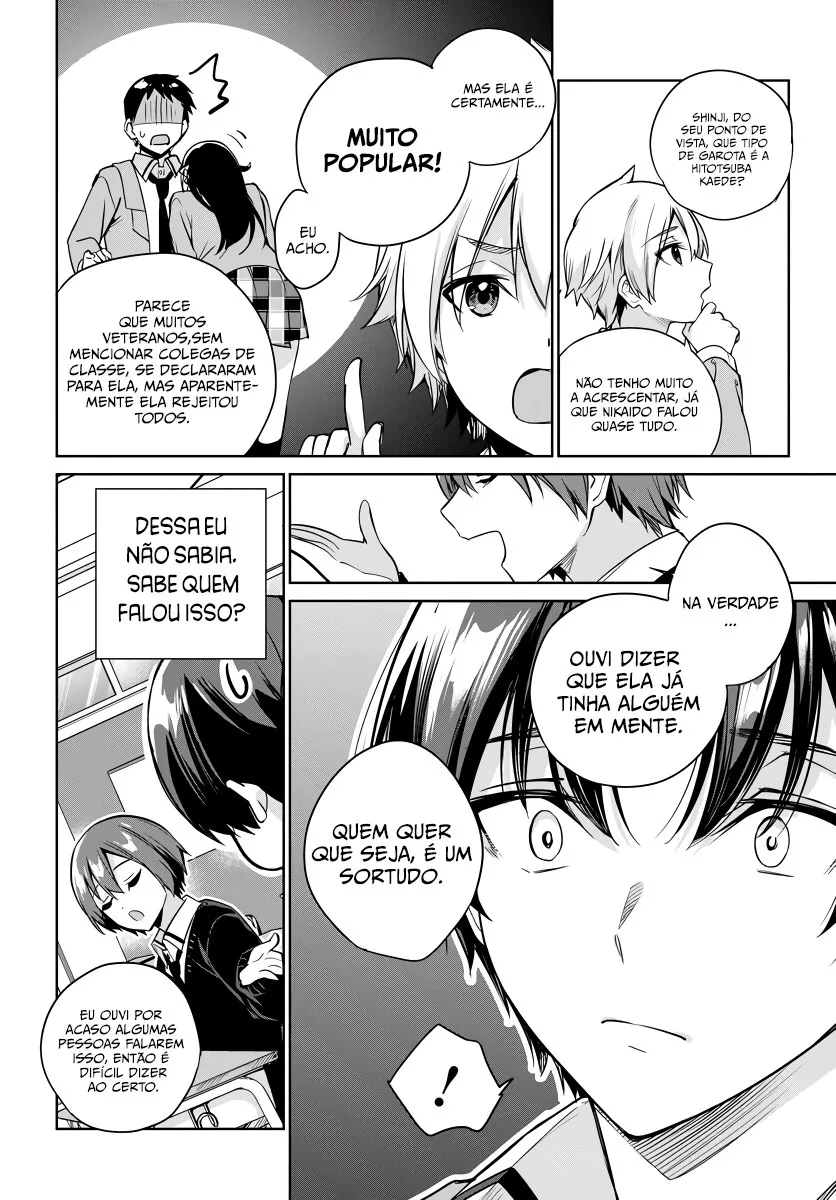 SHINJI, DO
SEU PONTO DE
VISTA, QUE TIPO
DE GAROTA É A
HITOTSUBA
KAEDE?
NÃO TENHO MUITO
A ACRESCENTAR, JÁ
QUE NIKAIDO FALOU
QUASE TUDO.
MAS ELA É
CERTAMENTE...
MUITO
POPULAR!
EU
ACHO.
PARECE
QUE MUITOS
VETERANOS,SEM
MENCIONAR COLEGAS DE
CLASSE, SE DECLARARAM
PARA ELA, MAS APARENTE-
MENTE ELA REJEITOU
TODOS.
NA VERDADE
...
OUVI DIZER
QUE ELA JÁ
TINHA ALGUÉM
EM MENTE.
QUEM QUER
QUE SEJA, É UM
SORTUDO.
!
DESSA EU
NÃO SABIA.
SABE QUEM
FALOU ISSO?
EU OUVI POR
ACASO ALGUMAS
PESSOAS FALAREM
ISSO, ENTÃO É
DIFÍCIL DIZER
AO CERTO.